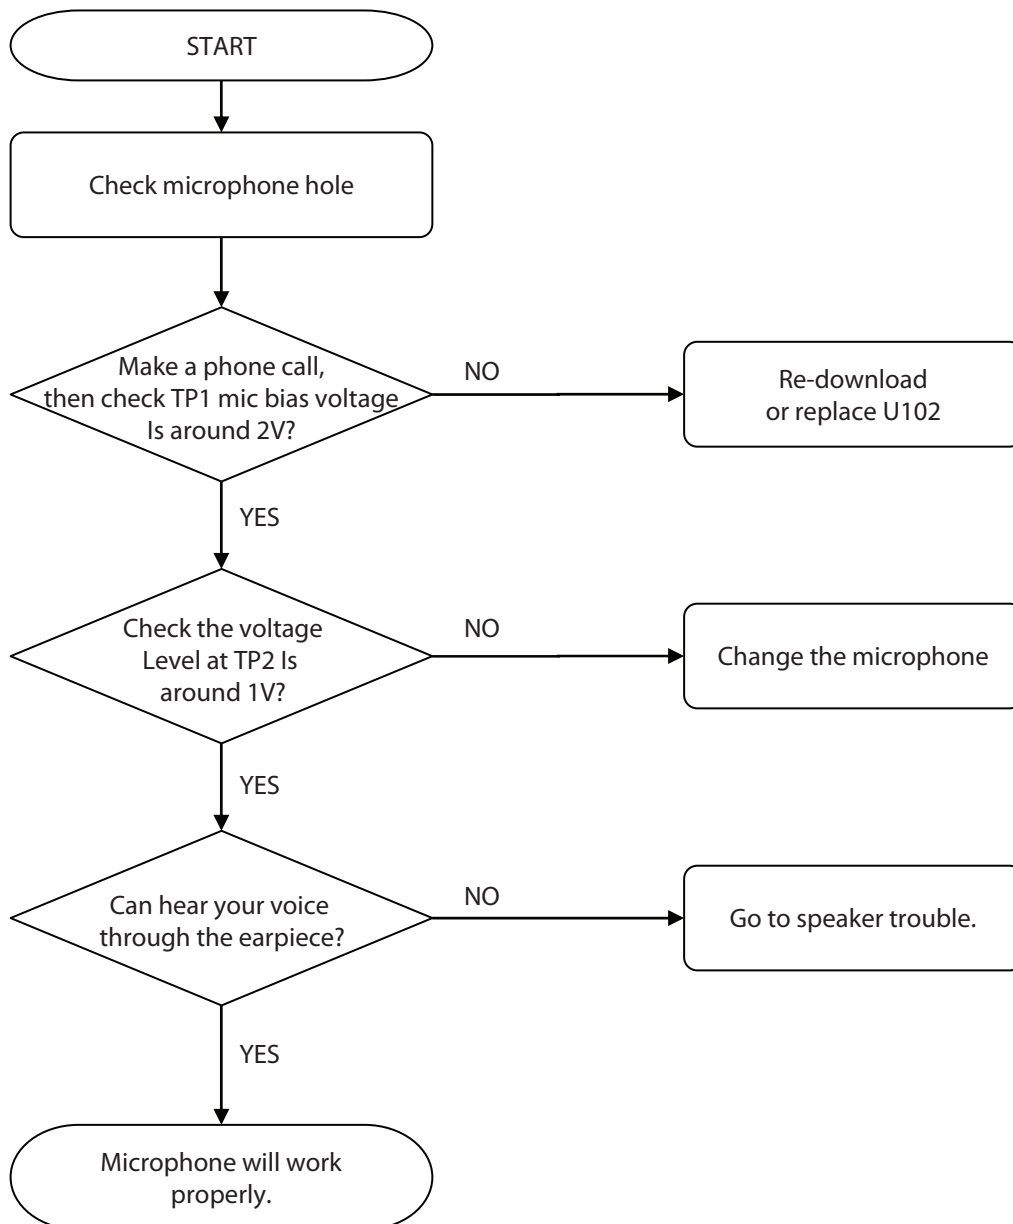 START
Check microphone hole
Make a phone call,
then check TP1 mic bias voltage
Is around 2V?
NO
Re-download
or replace U102
YES
Check the voltage
Level at TP2 Is
around 1V?
NO
Change the microphone
YES
Can hear your voice
through the earpiece?
NO
Go to speaker trouble.
YES
Microphone will work
properly.